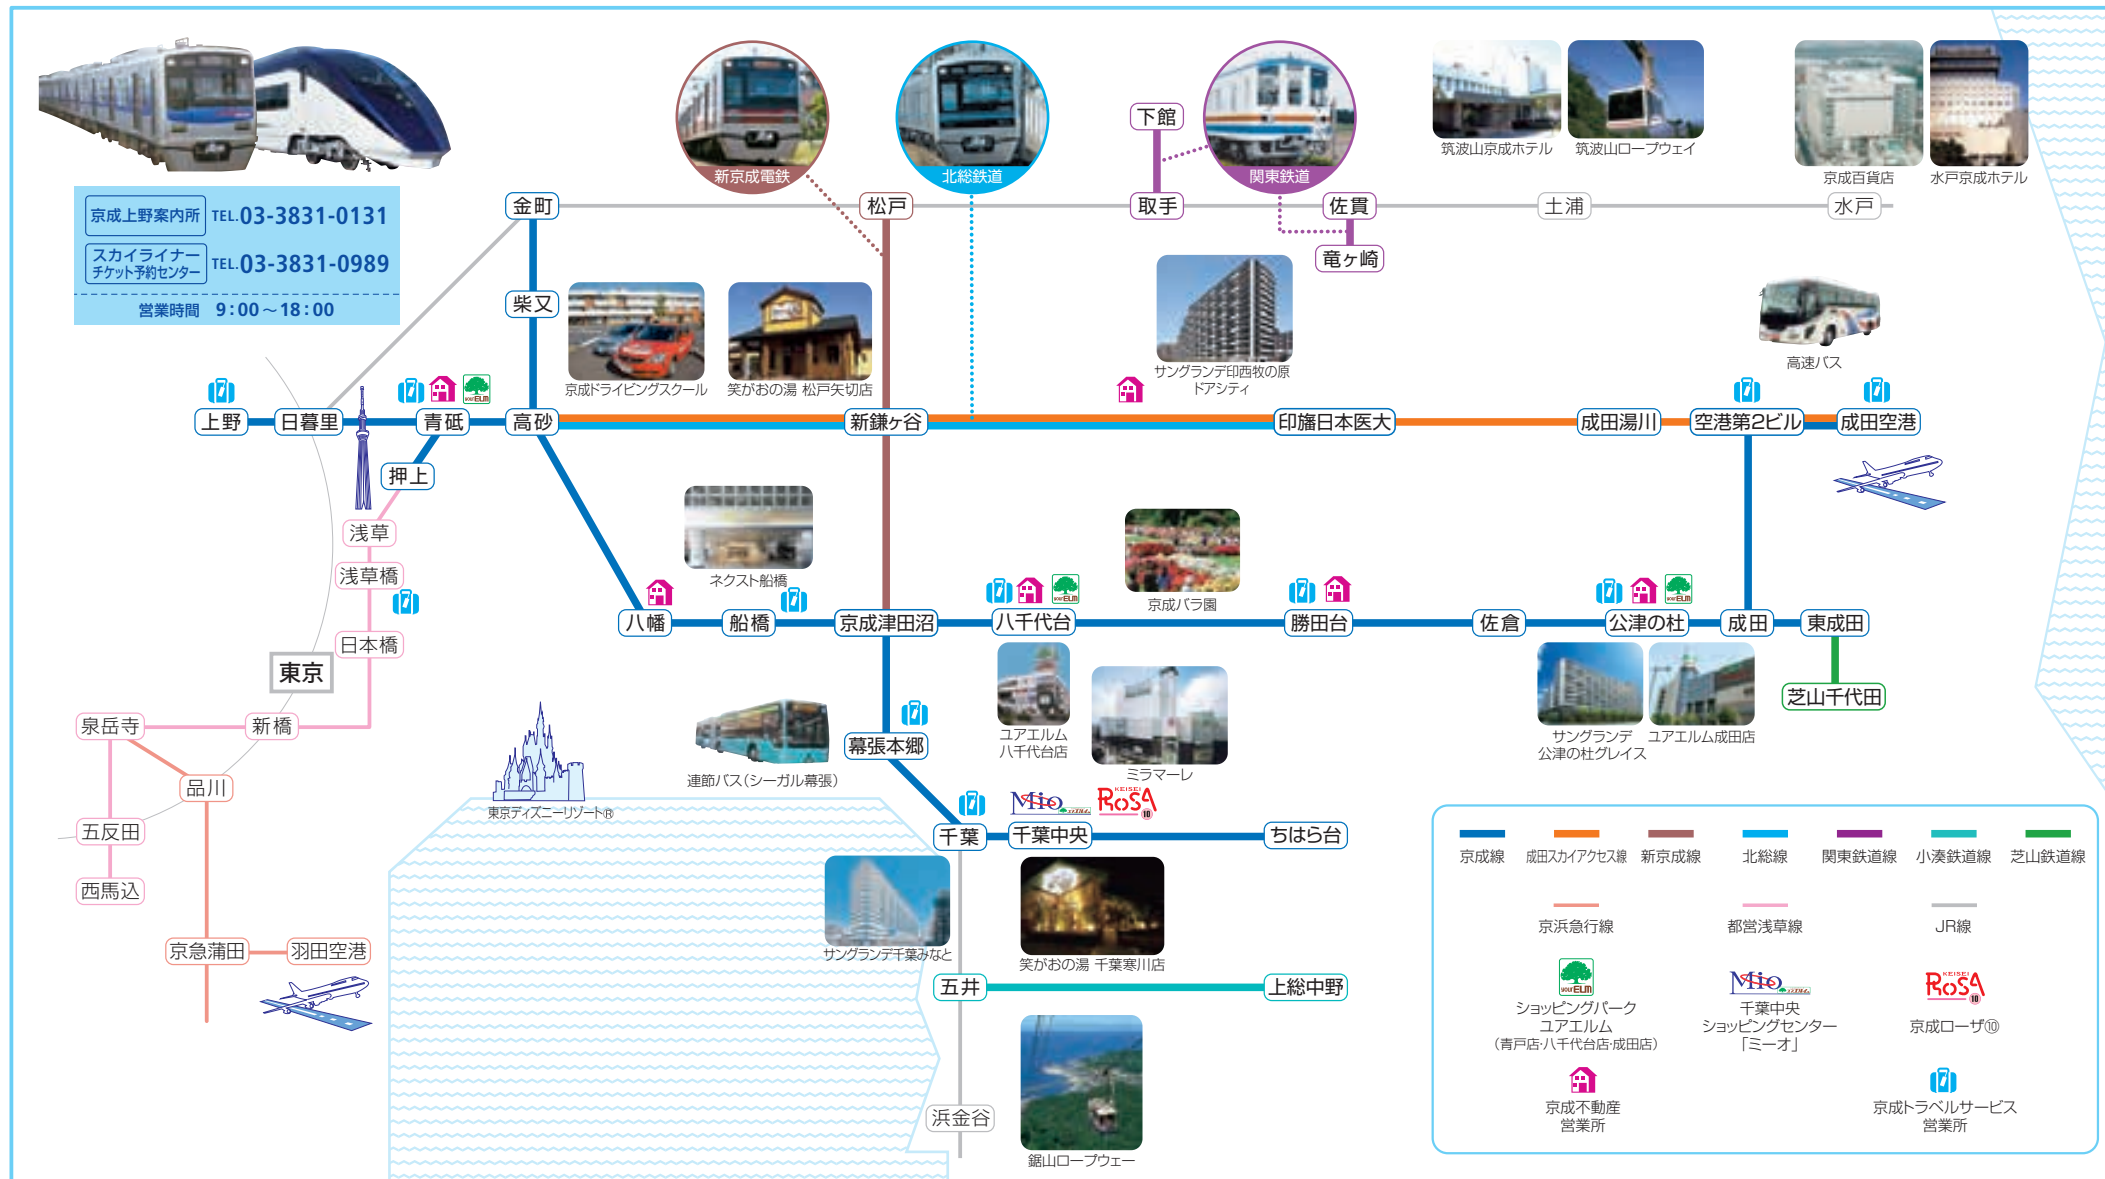 京成上野案内所 TEL.03-3831-0131
スカイライナー
チケット予約センター TEL.03-3831-0989
営業時間 9:00～18:00
新京成電鉄
北総鉄道
関東鉄道
下館
筑波山京成ホテル
筑波山ロープウェイ
京成百貨店
水戸京成ホテル
金町
松戸
取手
佐貫
土浦
水戸
竜ヶ崎
柴又
京成ドライビングスクール
笑がおの湯 松戸矢切店
サングランデ印西牧の原
ドアシティ
高速バス
yourELM
上野
日暮里
青砥
高砂
新鎌ヶ谷
印旛日本医大
成田湯川
空港第2ビル
成田空港
押上
浅草
浅草橋
日本橋
東京
ネクスト船橋
京成バラ園
yourELM
yourELM
八幡
船橋
京成津田沼
八千代台
勝田台
佐倉
公津の杜
成田
東成田
芝山千代田
泉岳寺
新橋
品川
五反田
西馬込
京急蒲田
羽田空港
東京ディズニーリゾート®
連節バス(シーガル幕張)
幕張本郷
ユアエルム
八千代台店
ミラマーレ
サングランデ
公津の杜グレイス
ユアエルム成田店
Mio
KEISEI
ROSA
10
千葉
千葉中央
ちはら台
サングランデ千葉みなと
笑がおの湯 千葉寒川店
五井
上総中野
浜金谷
鋸山ロープウェー
京成線
成田スカイアクセス線
新京成線
北総線
関東鉄道線
小湊鉄道線
芝山鉄道線
京浜急行線
都営浅草線
JR線
yourELM
ショッピングパーク
ユアエルム
(青戸店・八千代台店・成田店)
Mio
千葉中央
ショッピングセンター
「ミーオ」
KEISEI
ROSA
10
京成ローザ⑩
京成不動産
営業所
京成トラベルサービス
営業所